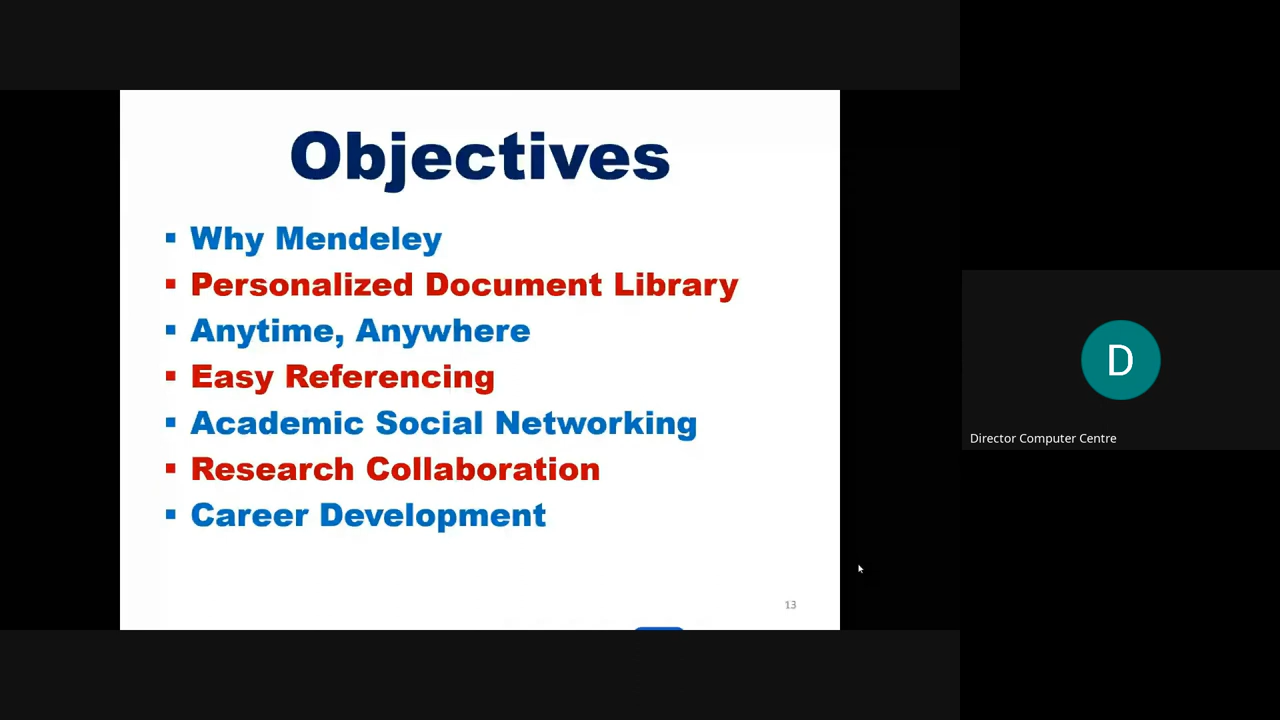 Objectives
▪ Why Mendeley
▪ Personalized Document Library
▪ Anytime, Anywhere
▪ Easy Referencing
▪ Academic Social Networking
▪ Research Collaboration
▪ Career Development
13
D
Director Computer Centre